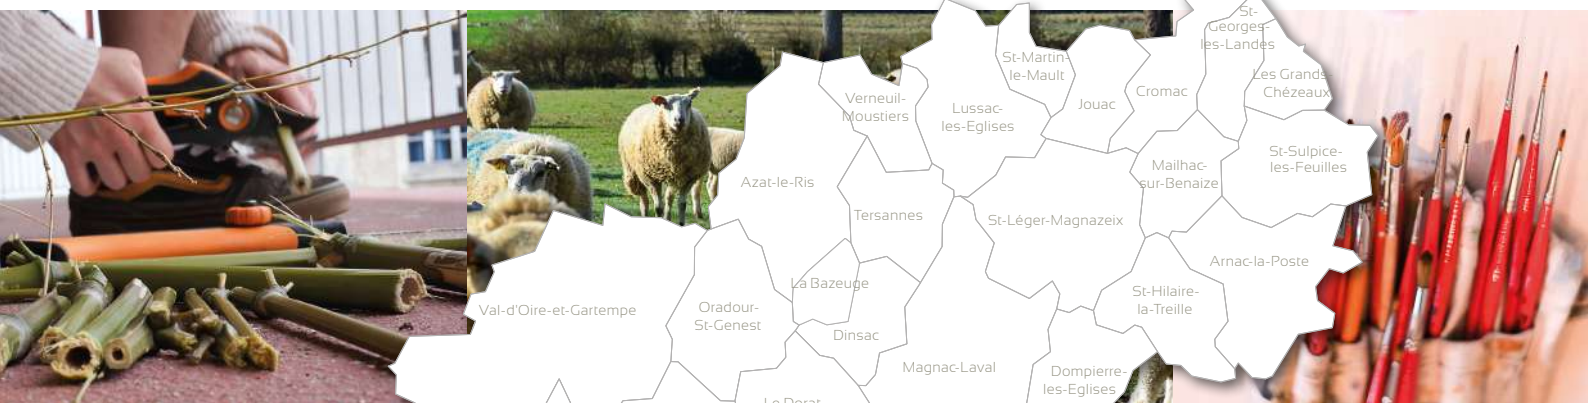 St-
Georges-
les-Landes
St-Martin-
le-Mault
Les Grands-
Chézeaux
Cromac
Jouac
Verneuil-
Moustiers
Lussac-
les-Eglises
St-Sulpice-
les-Feuilles
Mailhac-
sur-Benaize
Azat-le-Ris
Tersannes
St-Léger-Magnazeix
Arnac-la-Poste
La Bazeuge
St-Hilaire-
la-Treille
Val-d'Oire-et-Gartempe
Oradour-
St-Genest
Dinsac
Magnac-Laval
Dompierre-
les-Eglises
Le Dorat